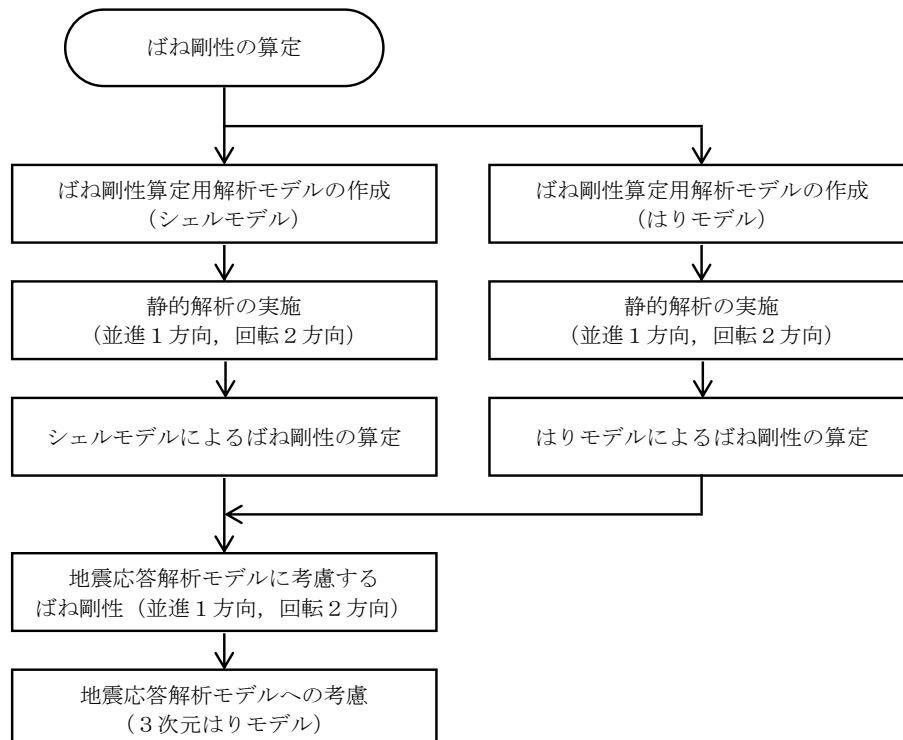 ばね剛性の算定
ばね剛性算定用解析モデルの作成
（シェルモデル）
ばね剛性算定用解析モデルの作成
（はりモデル）
静的解析の実施
（並進１方向，回転２方向）
静的解析の実施
（並進１方向，回転２方向）
シェルモデルによるばね剛性の算定
はりモデルによるばね剛性の算定
地震応答解析モデルに考慮する
ばね剛性（並進１方向，回転２方向）
地震応答解析モデルへの考慮
（３次元はりモデル）